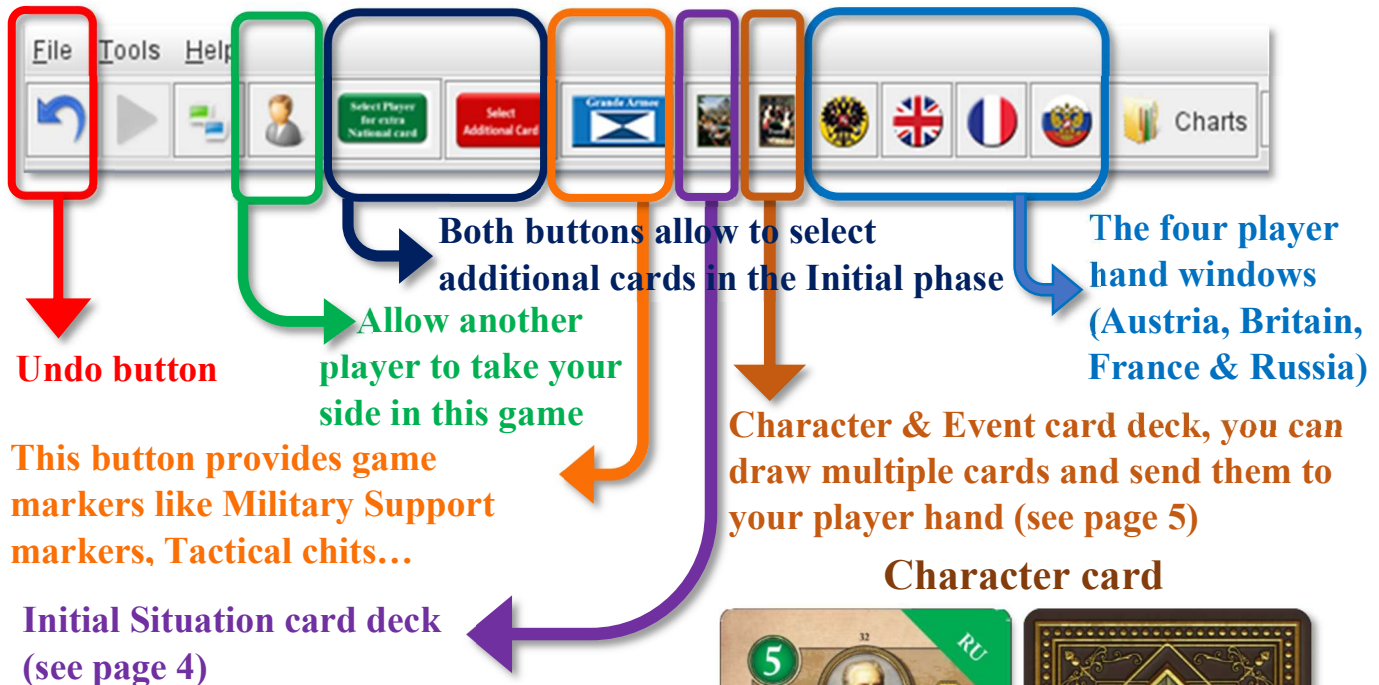 File Tools Help
Select Player
for extra
National card
Select
Additional Card
Grande Armee
Charts
Both buttons allow to select
additional cards in the Initial phase
The four player
hand windows
(Austria, Britain,
France & Russia)
Allow another
player to take your
side in this game
Undo button
Character & Event card deck, you can
draw multiple cards and send them to
your player hand (see page 5)
This button provides game
markers like Military Support
markers, Tactical chits…
Character card
Initial Situation card deck
(see page 4)
5
32
RU